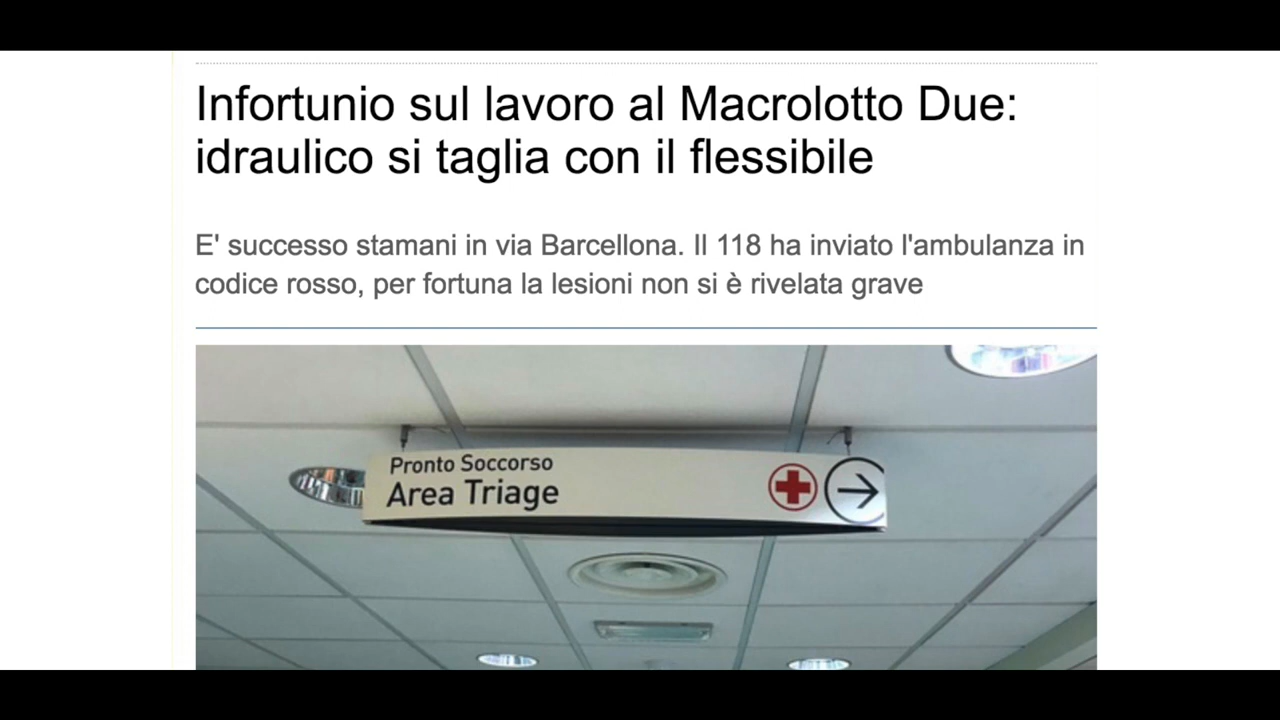 Infortunio sul lavoro al Macrolotto Due:
idraulico si taglia con il flessibile
E' successo stamani in via Barcellona. Il 118 ha inviato l'ambulanza in
codice rosso, per fortuna la lesioni non si è rivelata grave
Pronto Soccorso
Area Triage